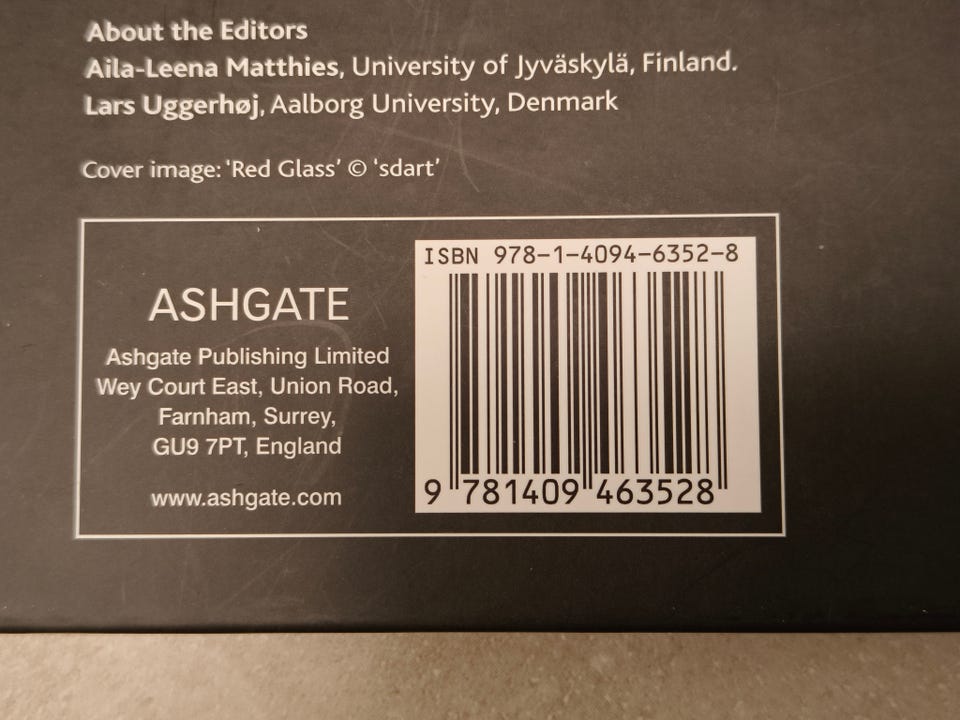 About the Editors
Aila-Leena Matthies, University of Jyväskylä, Finland.
Lars Uggerhøj, Aalborg University, Denmark
Cover image: ‘Red Glass’ © ‘sdart’
ASHGATE
Ashgate Publishing Limited
Wey Court East, Union Road,
Farnham, Surrey,
GU9 7PT, England
www.ashgate.com
ISBN 978-1-4094-6352-8
9 781409 463528